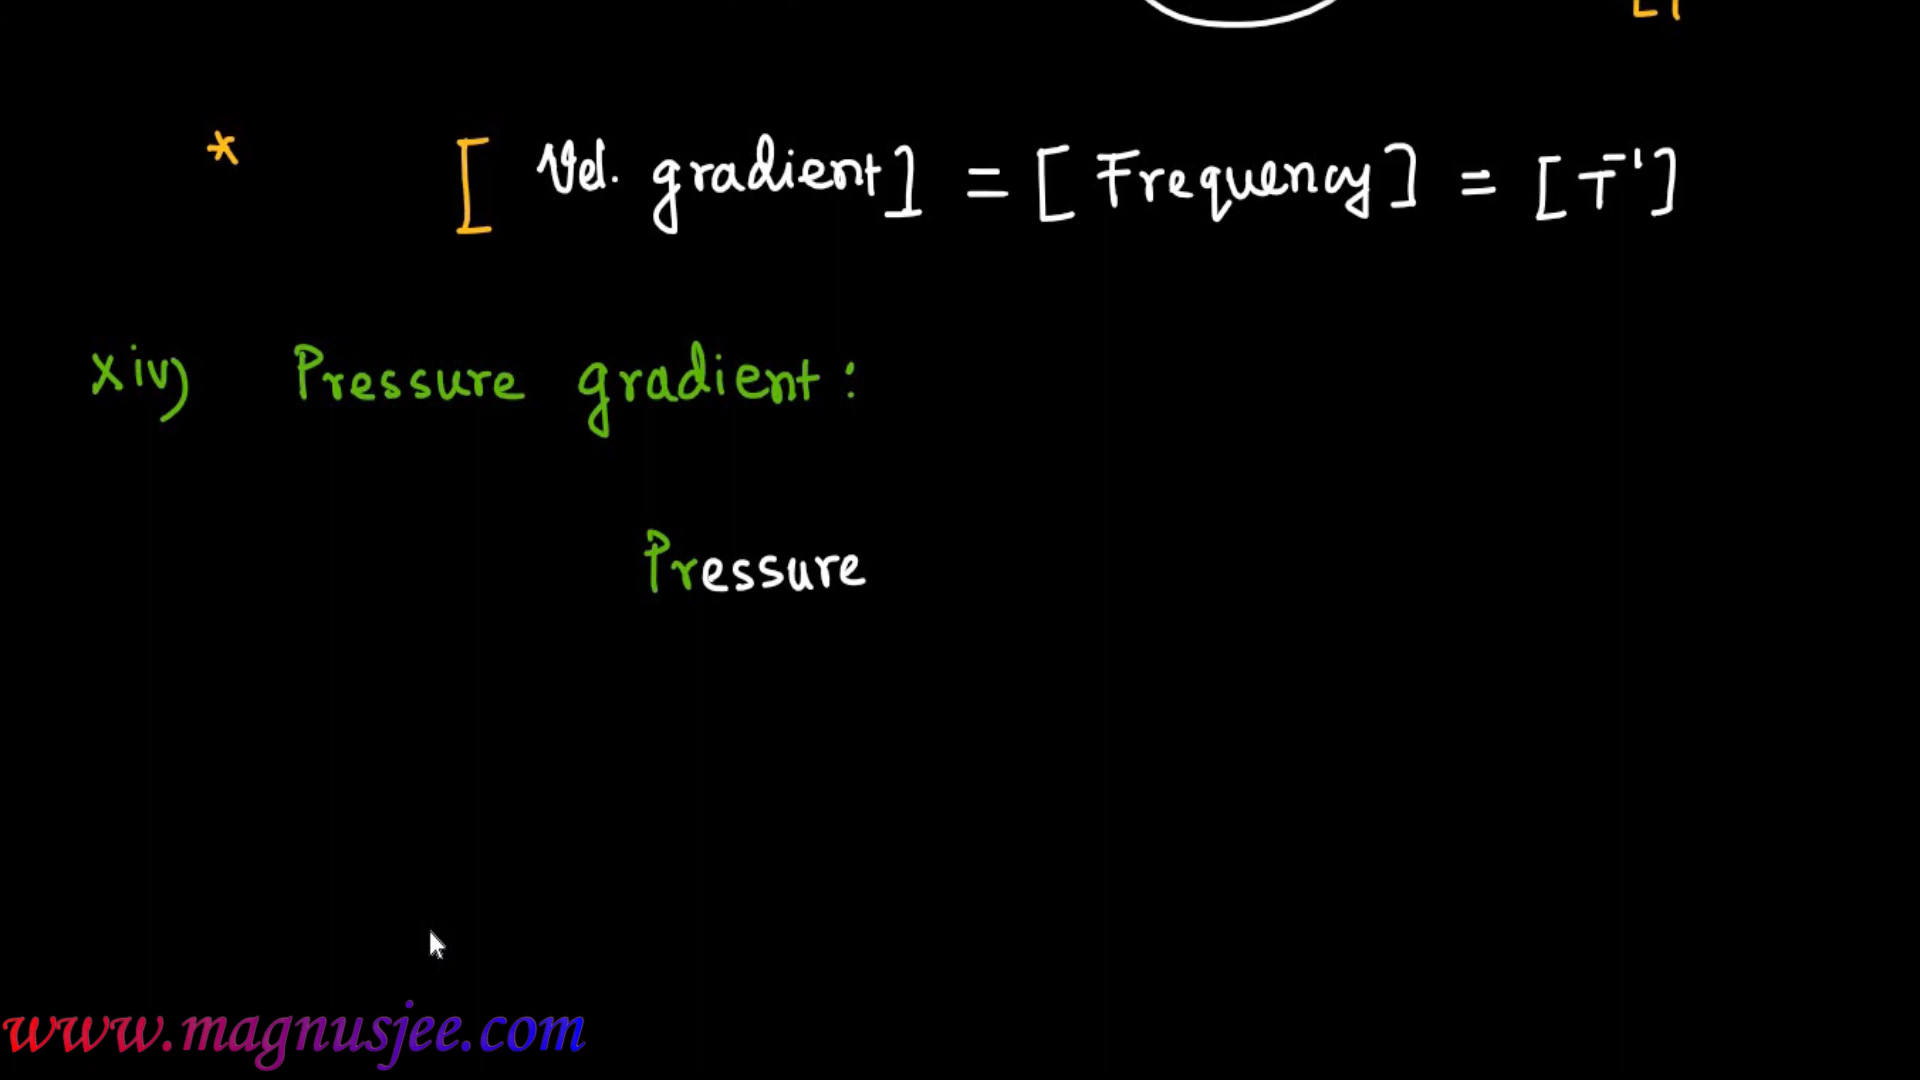 * [ Vel. gradient] = [ Frequency] = [ T⁻¹]
xiv) Pressure gradient :
Pressure
www.magnusjee.com